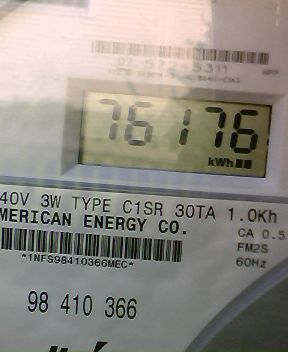 76176
kWh
40V 3W TYPE C1SR 30TA 1.0Kh
MERICAN ENERGY CO.
CA 0.5
FM2S
*1NFS98410366MEC*
60Hz
98 410 366